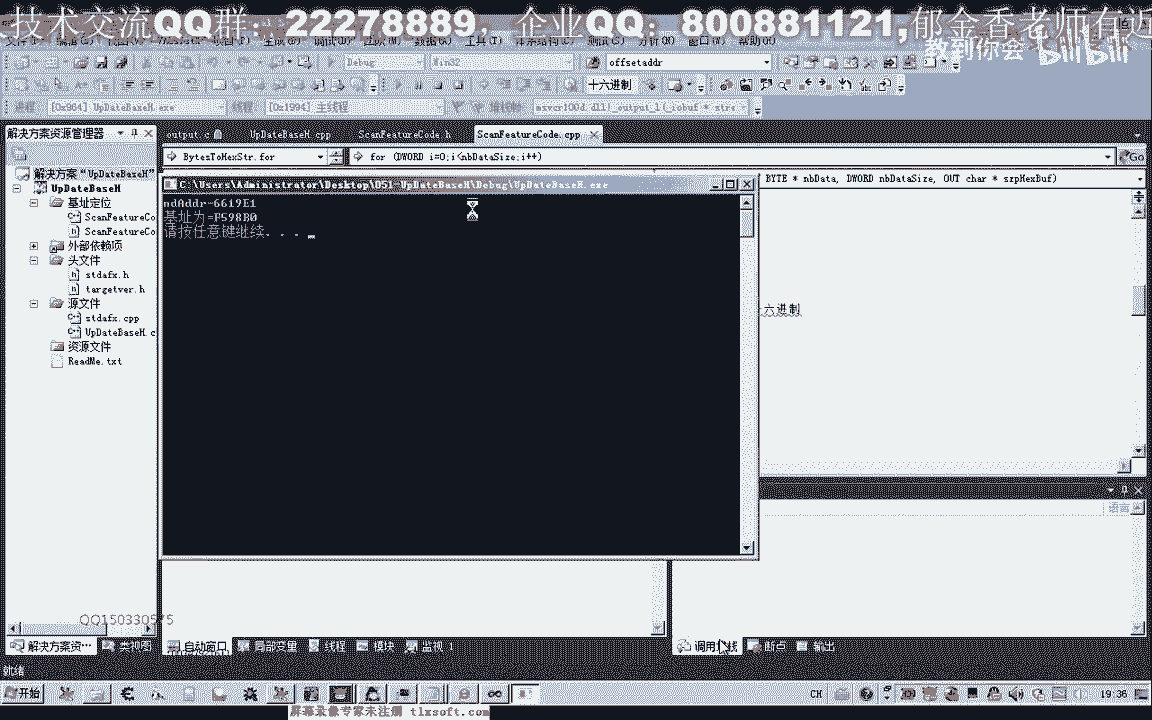 技术交流QQ群: 22278889, 企业QQ: 800881121;郁金香老师有近
教到你会 bilibili
Debug
Win32
offsetaddr
十六进制
进程: [0x984] UpDateBaseH.exe
线程: [0x1994] 主线程
msvcr100d.dll!_output_l(_iobuf * stre
解决方案资源管理器
output.c
UpDateBaseH.cpp
ScanFeatureCode.h
ScanFeatureCode.cpp
BytesToHexStr.for
for (DWORD i=0;i<nbDataSize;i++)
Go
BYTE * nbData, DWORD nbDataSize, OUT char * szpHexBuf)
解决方案"UpDateBaseH"
UpDateBaseH
基址定位
ScanFeatureCo
ScanFeatureCo
外部依赖项
头文件
stdafx.h
targetver.h
源文件
stdafx.cpp
UpDateBaseH.c
资源文件
ReadMe.txt
C:\Users\Administrator\Desktop\051-UpDateBaseH\Debug\UpDateBaseH.exe
ndAddr=6619E1
基址为=F598B0
请按任意键继续. . .
六进制
语言
QQ150330575
解决方案资…
类视图
自动窗口
局部变量
线程
模块
监视 1
断点
输出
就绪
开始
CH
19:36
屏幕录像专家未注册 tlxsoft.com